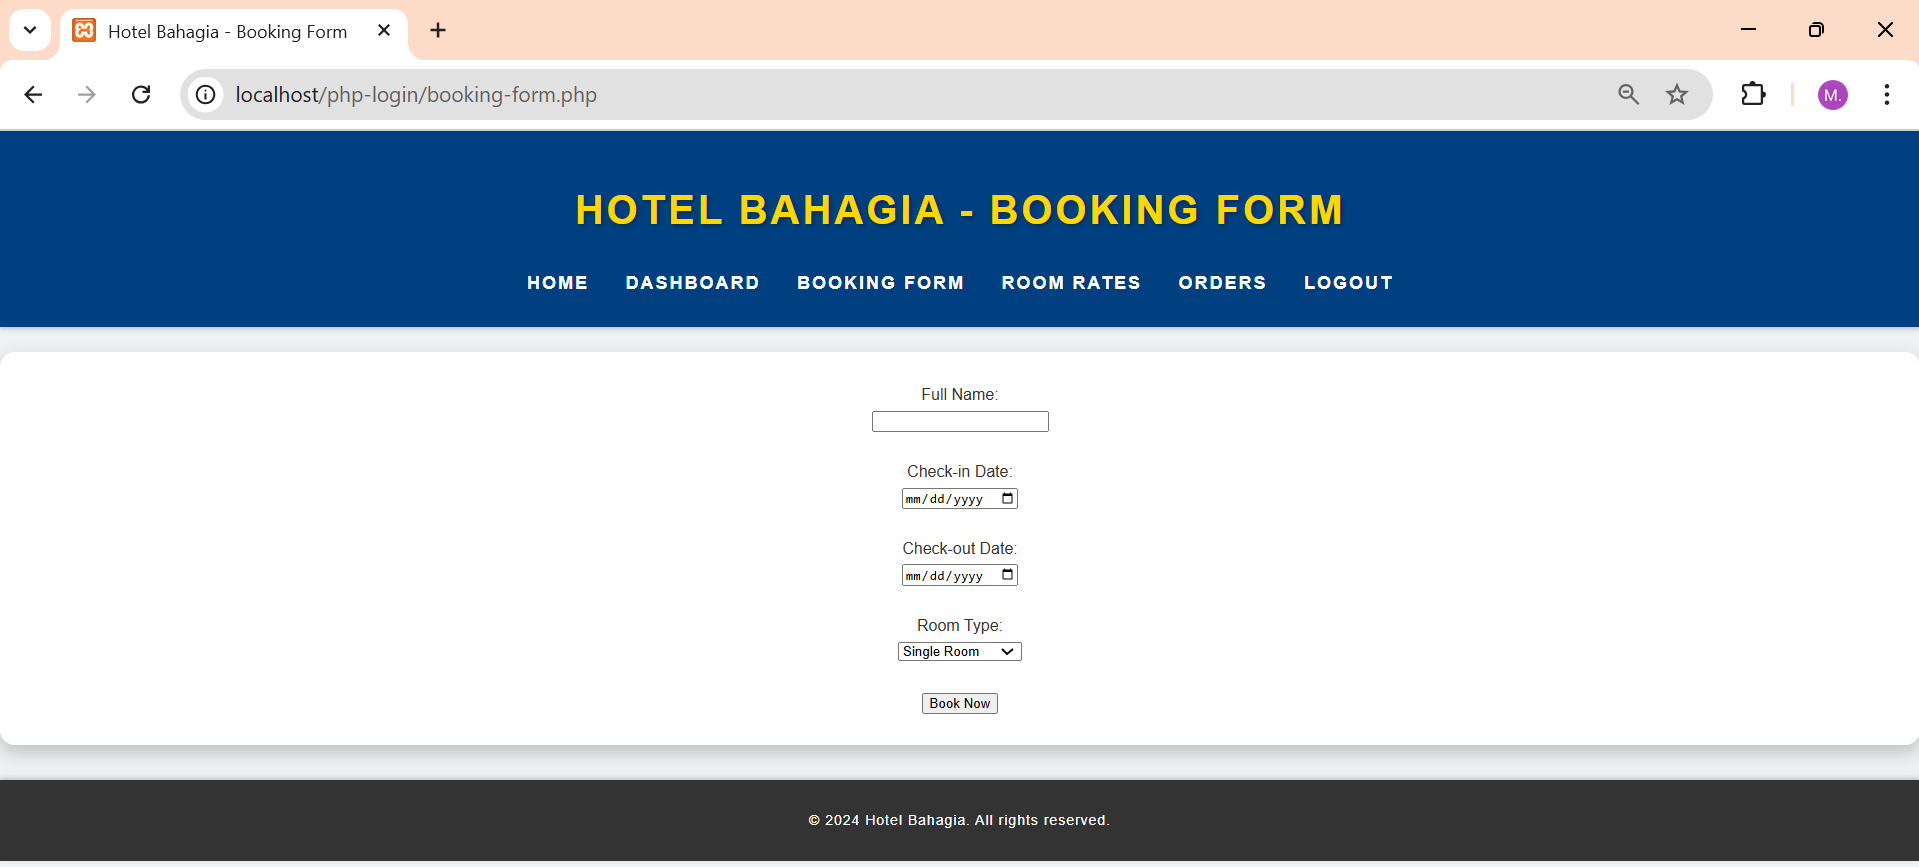 Hotel Bahagia - Booking Form
localhost/php-login/booking-form.php
M.
HOTEL BAHAGIA - BOOKING FORM
HOME DASHBOARD BOOKING FORM ROOM RATES ORDERS LOGOUT
Full Name:
Check-in Date:
mm/dd/yyyy
Check-out Date:
mm/dd/yyyy
Room Type:
Single Room
Book Now
© 2024 Hotel Bahagia. All rights reserved.